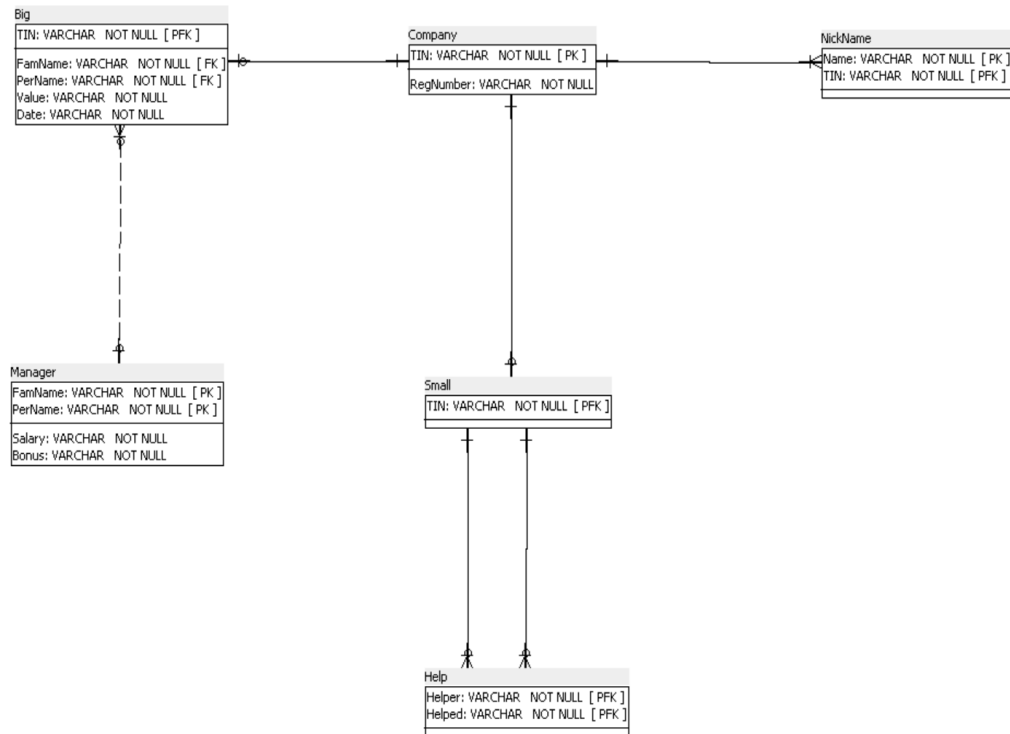 Big
TIN: VARCHAR NOT NULL [ PFK ]
FamName: VARCHAR NOT NULL [ FK ]
PerName: VARCHAR NOT NULL [ FK ]
Value: VARCHAR NOT NULL
Date: VARCHAR NOT NULL
Company
TIN: VARCHAR NOT NULL [ PK ]
RegNumber: VARCHAR NOT NULL
NickName
Name: VARCHAR NOT NULL [ PK ]
TIN: VARCHAR NOT NULL [ PFK ]
Manager
FamName: VARCHAR NOT NULL [ PK ]
PerName: VARCHAR NOT NULL [ PK ]
Salary: VARCHAR NOT NULL
Bonus: VARCHAR NOT NULL
Small
TIN: VARCHAR NOT NULL [ PFK ]
Help
Helper: VARCHAR NOT NULL [ PFK ]
Helped: VARCHAR NOT NULL [ PFK ]